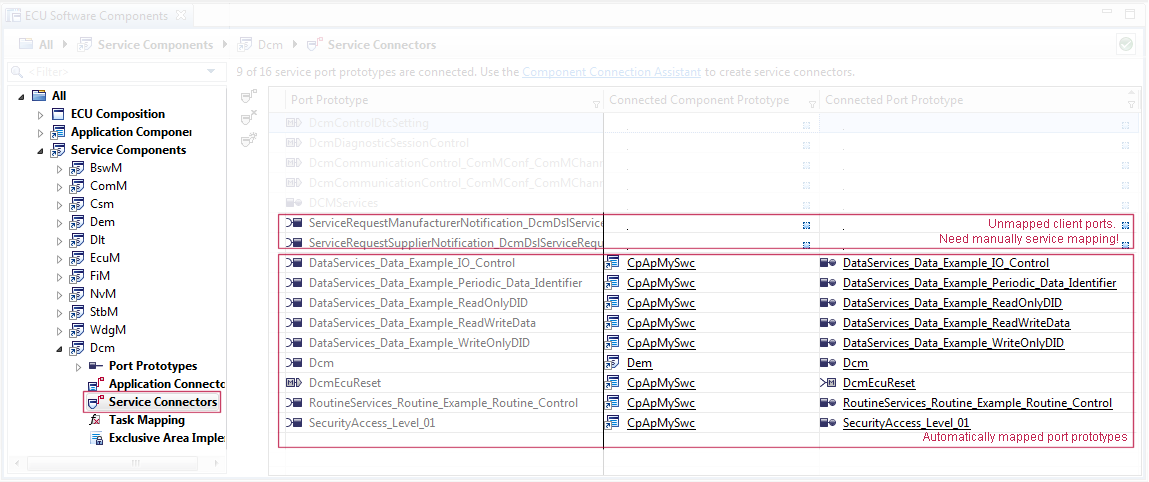 ECU Software Components
All Service Components Dcm Service Connectors
<Filter>
9 of 16 service port prototypes are connected. Use the Component Connection Assistant to create service connectors.
All
ECU Composition
Application Componer
Service Components
BswM
ComM
Csm
Dem
Dlt
EcuM
FiM
NvM
StbM
WdgM
Dcm
Port Prototypes
Application Connecto
Service Connectors
Task Mapping
Exclusive Area Implem
Port Prototype Connected Component Prototype Connected Port Prototype
DcmControlDtcSetting
DcmDiagnosticSessionControl
DcmCommunicationControl_ComMConf_ComMChann
DcmCommunicationControl_ComMConf_ComMChann
DCMServices
ServiceRequestManufacturerNotification_DcmDslService Unmapped client ports.
ServiceRequestSupplierNotification_DcmDslServiceRequ Need manually service mapping!
DataServices_Data_Example_IO_Control CpApMySwc DataServices_Data_Example_IO_Control
DataServices_Data_Example_Periodic_Data_Identifier CpApMySwc DataServices_Data_Example_Periodic_Data_Identifier
DataServices_Data_Example_ReadOnlyDID CpApMySwc DataServices_Data_Example_ReadOnlyDID
DataServices_Data_Example_ReadWriteData CpApMySwc DataServices_Data_Example_ReadWriteData
DataServices_Data_Example_WriteOnlyDID CpApMySwc DataServices_Data_Example_WriteOnlyDID
Dcm Dem Dcm
DcmEcuReset CpApMySwc DcmEcuReset
RoutineServices_Routine_Example_Routine_Control CpApMySwc RoutineServices_Routine_Example_Routine_Control
SecurityAccess_Level_01 CpApMySwc SecurityAccess_Level_01
Automatically mapped port prototypes